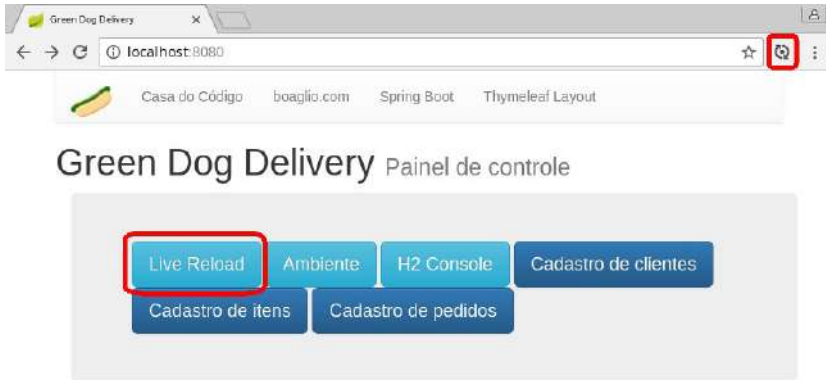 Green Dog Delivery
localhost:8080
Casa do Código boaglio.com Spring Boot Thymeleaf Layout
Green Dog Delivery Painel de controle
Live Reload Ambiente H2 Console Cadastro de clientes
Cadastro de itens Cadastro de pedidos